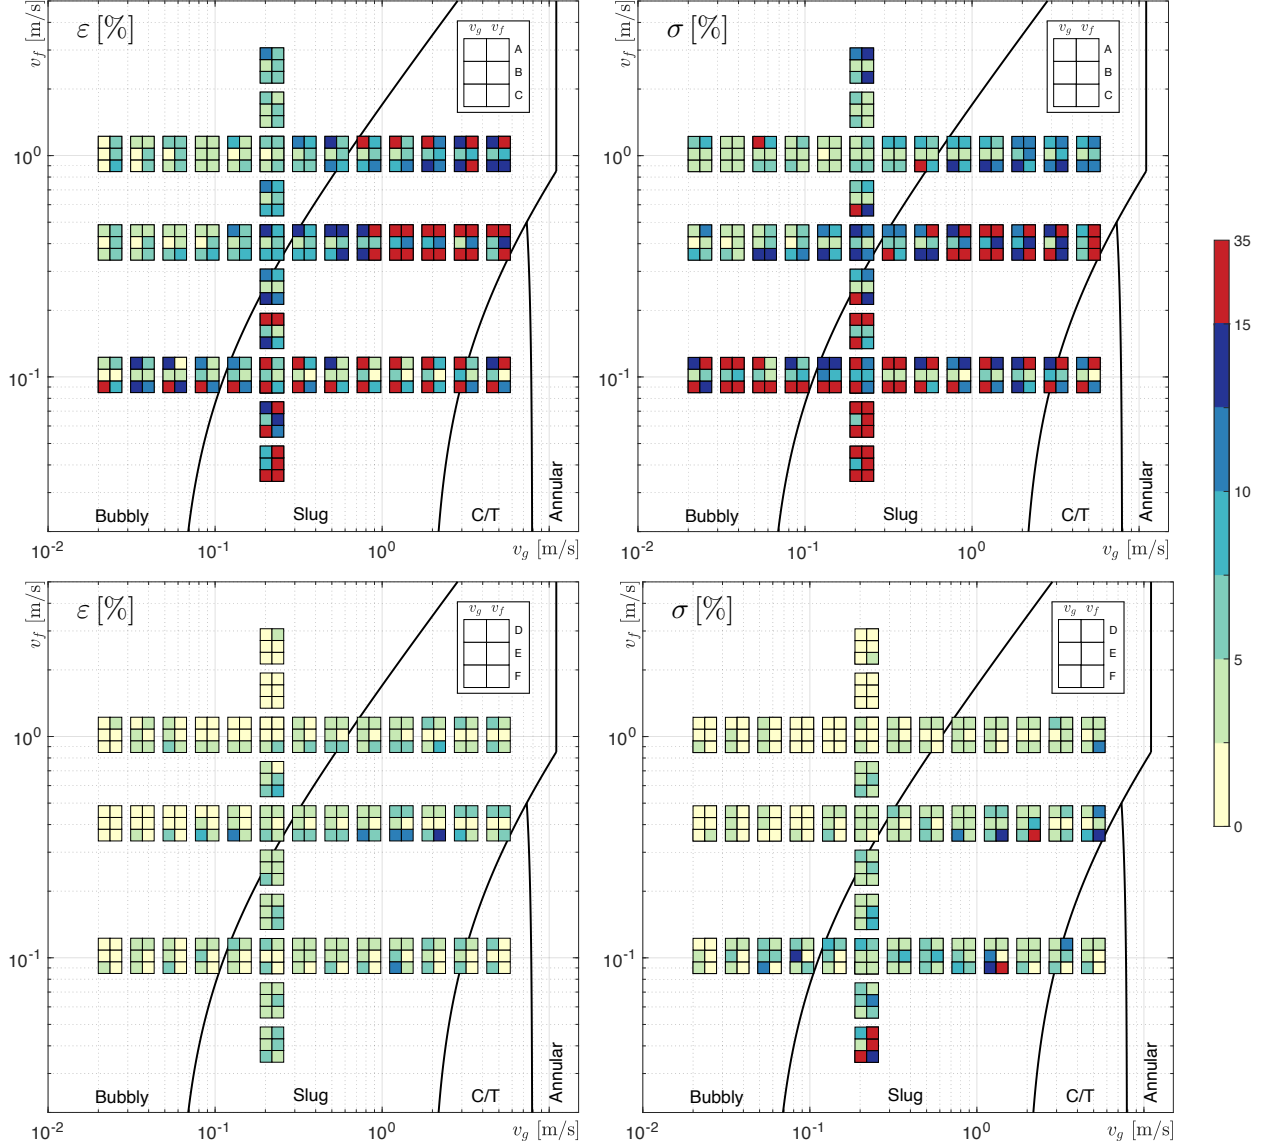 v_f [m/s]
ε [%]
v_g v_f
A
B
C
10^0
10^-1
Bubbly
Slug
C/T
Annular
10^-2
10^-1
10^0
v_g [m/s]
v_f [m/s]
σ [%]
v_g v_f
A
B
C
10^0
10^-1
Bubbly
Slug
C/T
Annular
10^-2
10^-1
10^0
v_g [m/s]
35
15
10
5
0
v_f [m/s]
ε [%]
v_g v_f
D
E
F
10^0
10^-1
Bubbly
Slug
C/T
Annular
10^-2
10^-1
10^0
v_g [m/s]
v_f [m/s]
σ [%]
v_g v_f
D
E
F
10^0
10^-1
Bubbly
Slug
C/T
Annular
10^-2
10^-1
10^0
v_g [m/s]